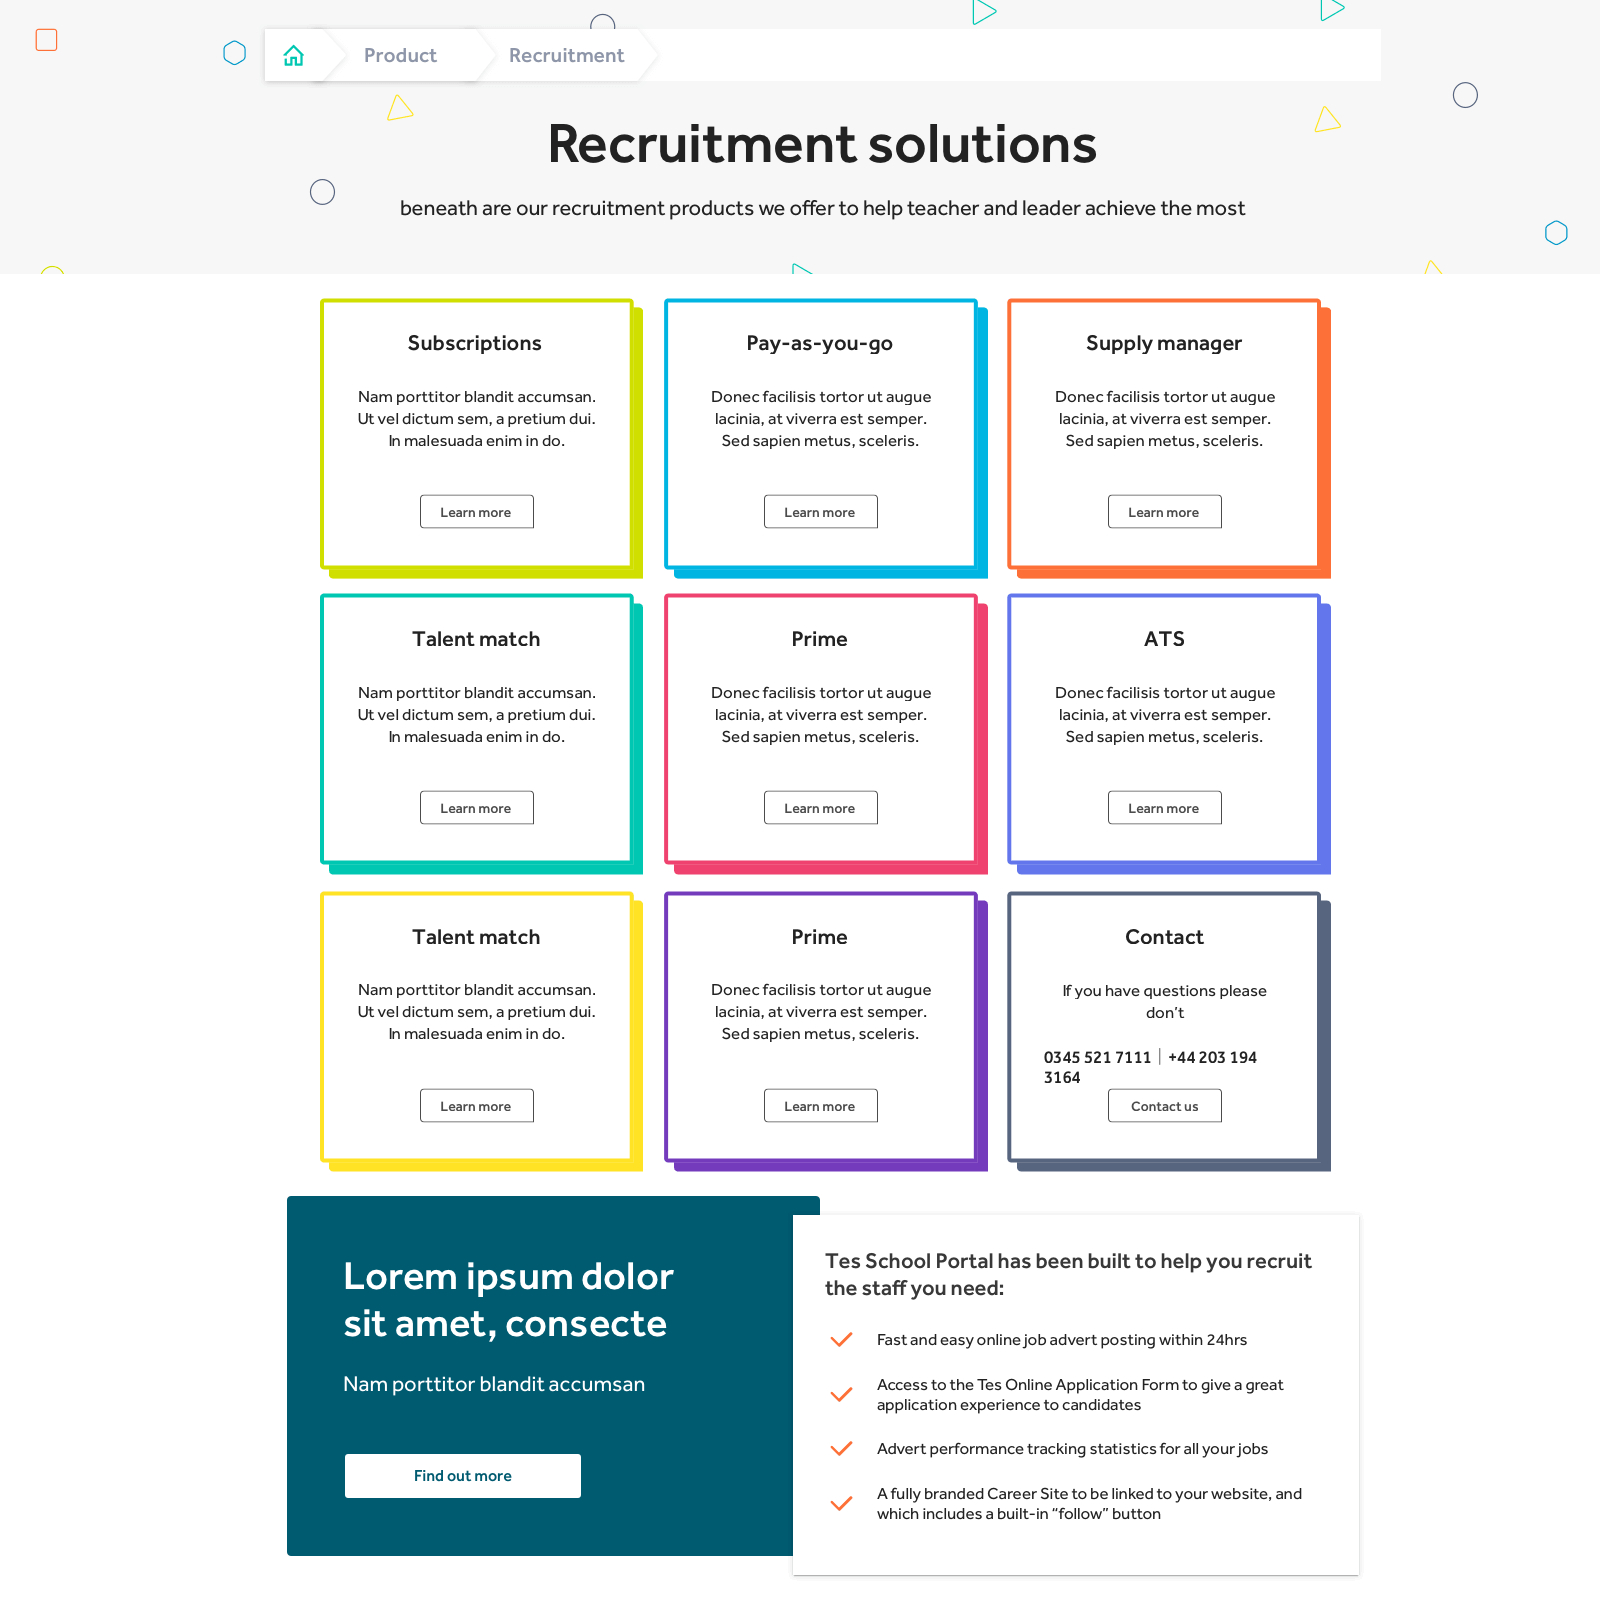 Product
Recruitment
Recruitment solutions
beneath are our recruitment products we offer to help teacher and leader achieve the most
Subscriptions
Nam porttitor blandit accumsan.
Ut vel dictum sem, a pretium dui.
In malesuada enim in do.
Learn more
Pay-as-you-go
Donec facilisis tortor ut augue
lacinia, at viverra est semper.
Sed sapien metus, sceleris.
Learn more
Supply manager
Donec facilisis tortor ut augue
lacinia, at viverra est semper.
Sed sapien metus, sceleris.
Learn more
Talent match
Nam porttitor blandit accumsan.
Ut vel dictum sem, a pretium dui.
In malesuada enim in do.
Learn more
Prime
Donec facilisis tortor ut augue
lacinia, at viverra est semper.
Sed sapien metus, sceleris.
Learn more
ATS
Donec facilisis tortor ut augue
lacinia, at viverra est semper.
Sed sapien metus, sceleris.
Learn more
Talent match
Nam porttitor blandit accumsan.
Ut vel dictum sem, a pretium dui.
In malesuada enim in do.
Learn more
Prime
Donec facilisis tortor ut augue
lacinia, at viverra est semper.
Sed sapien metus, sceleris.
Learn more
Contact
If you have questions please
don’t
0345 521 7111 | +44 203 194
3164
Contact us
Lorem ipsum dolor
sit amet, consecte
Nam porttitor blandit accumsan
Find out more
Tes School Portal has been built to help you recruit
the staff you need:
Fast and easy online job advert posting within 24hrs
Access to the Tes Online Application Form to give a great
application experience to candidates
Advert performance tracking statistics for all your jobs
A fully branded Career Site to be linked to your website, and
which includes a built-in “follow” button